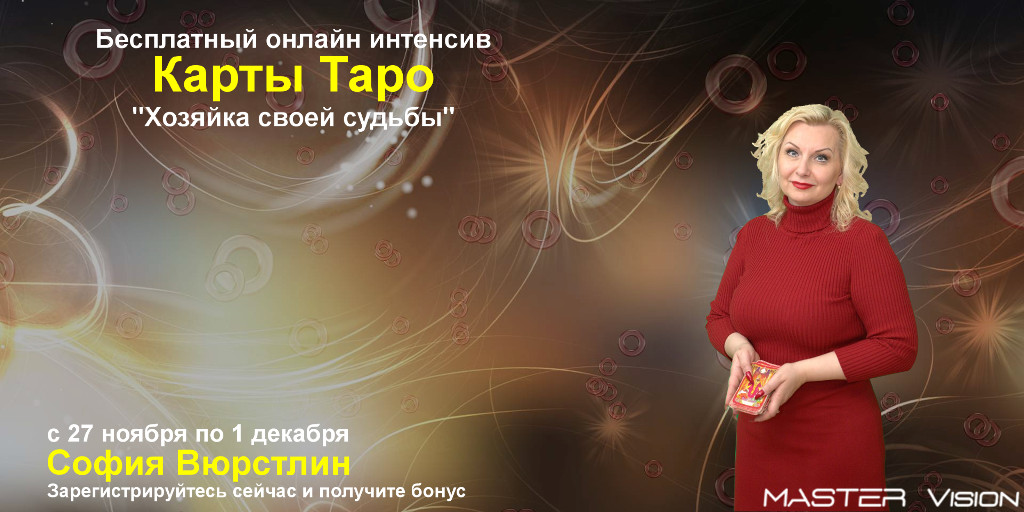 Бесплатный онлайн интенсив
Карты Таро
"Хозяйка своей судьбы"
с 27 ноября по 1 декабря
София Вюрстлин
Зарегистрируйтесь сейчас и получите бонус
MASTER VISION